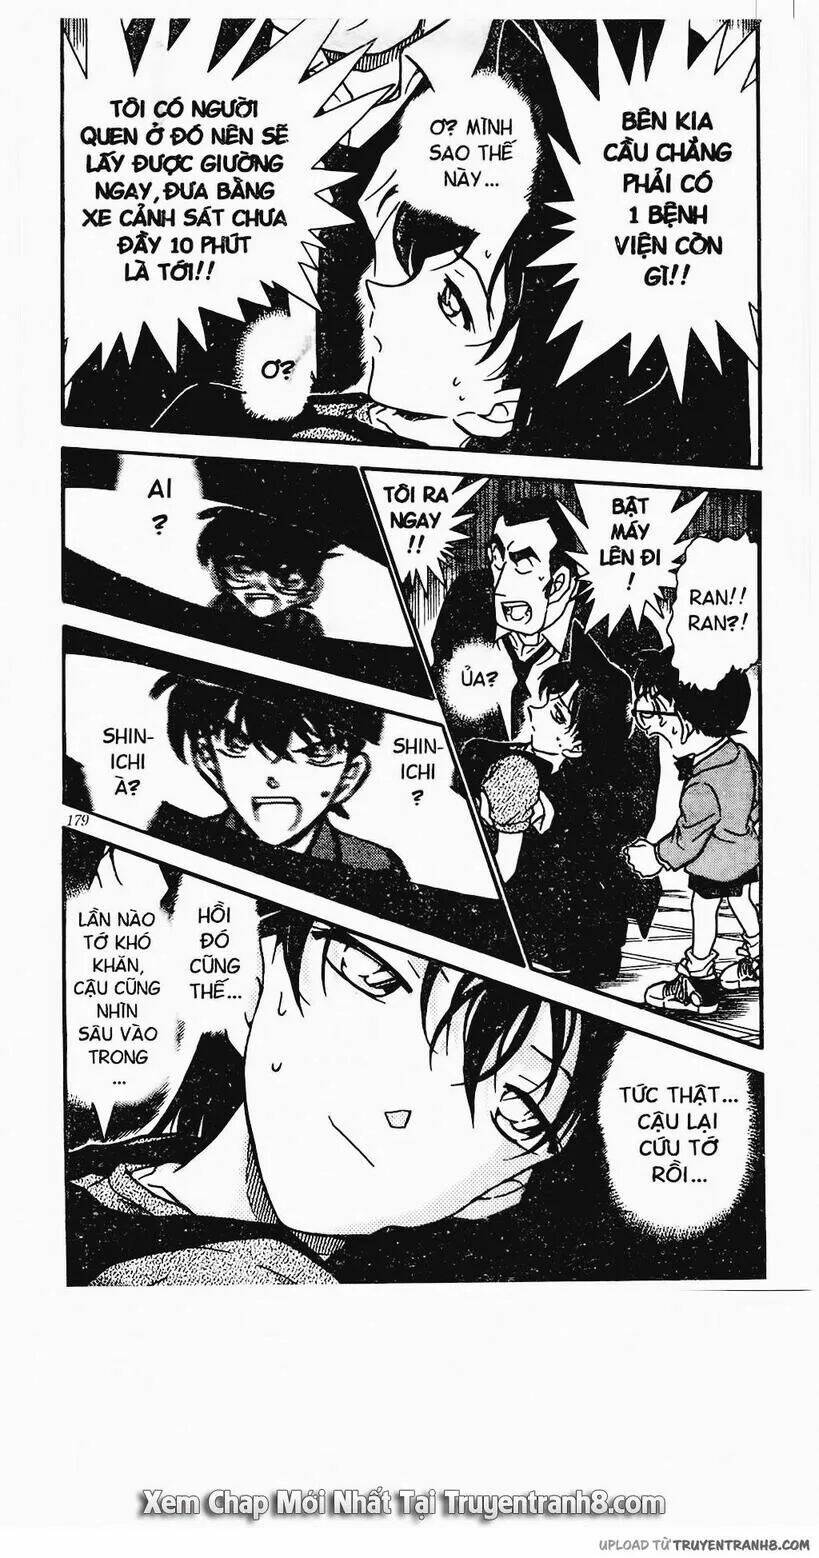 BÊN KIA
CẦU CHẲNG
PHẢI CÓ
1 BỆNH
VIỆN CÒN
GÌ!!
Ơ? MÌNH
SAO THẾ
NÀY...
TÔI CÓ NGƯỜI
QUEN Ở ĐÓ NÊN SẼ
LẤY ĐƯỢC GIƯỜNG
NGAY, ĐƯA BẰNG
XE CẢNH SÁT CHƯA
ĐẦY 10 PHÚT
LÀ TỚI!!
Ơ?
RAN!!
RAN?!
BẬT
MÁY
LÊN ĐI
!
TÔI RA
NGAY
!!
ỦA?
AI
?
SHIN-
ICHI
?
SHIN-
ICHI
À?
179
TỨC THẬT...
CẬU LẠI
CỨU TỚ
RỒI...
HỒI
ĐÓ
CŨNG
THẾ...
LẦN NÀO
TỚ KHÓ
KHĂN,
CẬU CŨNG
NHÌN
SÂU VÀO
TRONG
...
Xem Chap Mới Nhất Tại Truyentranh8.com
UPLOAD TỪ TRUYENTRANH8.COM